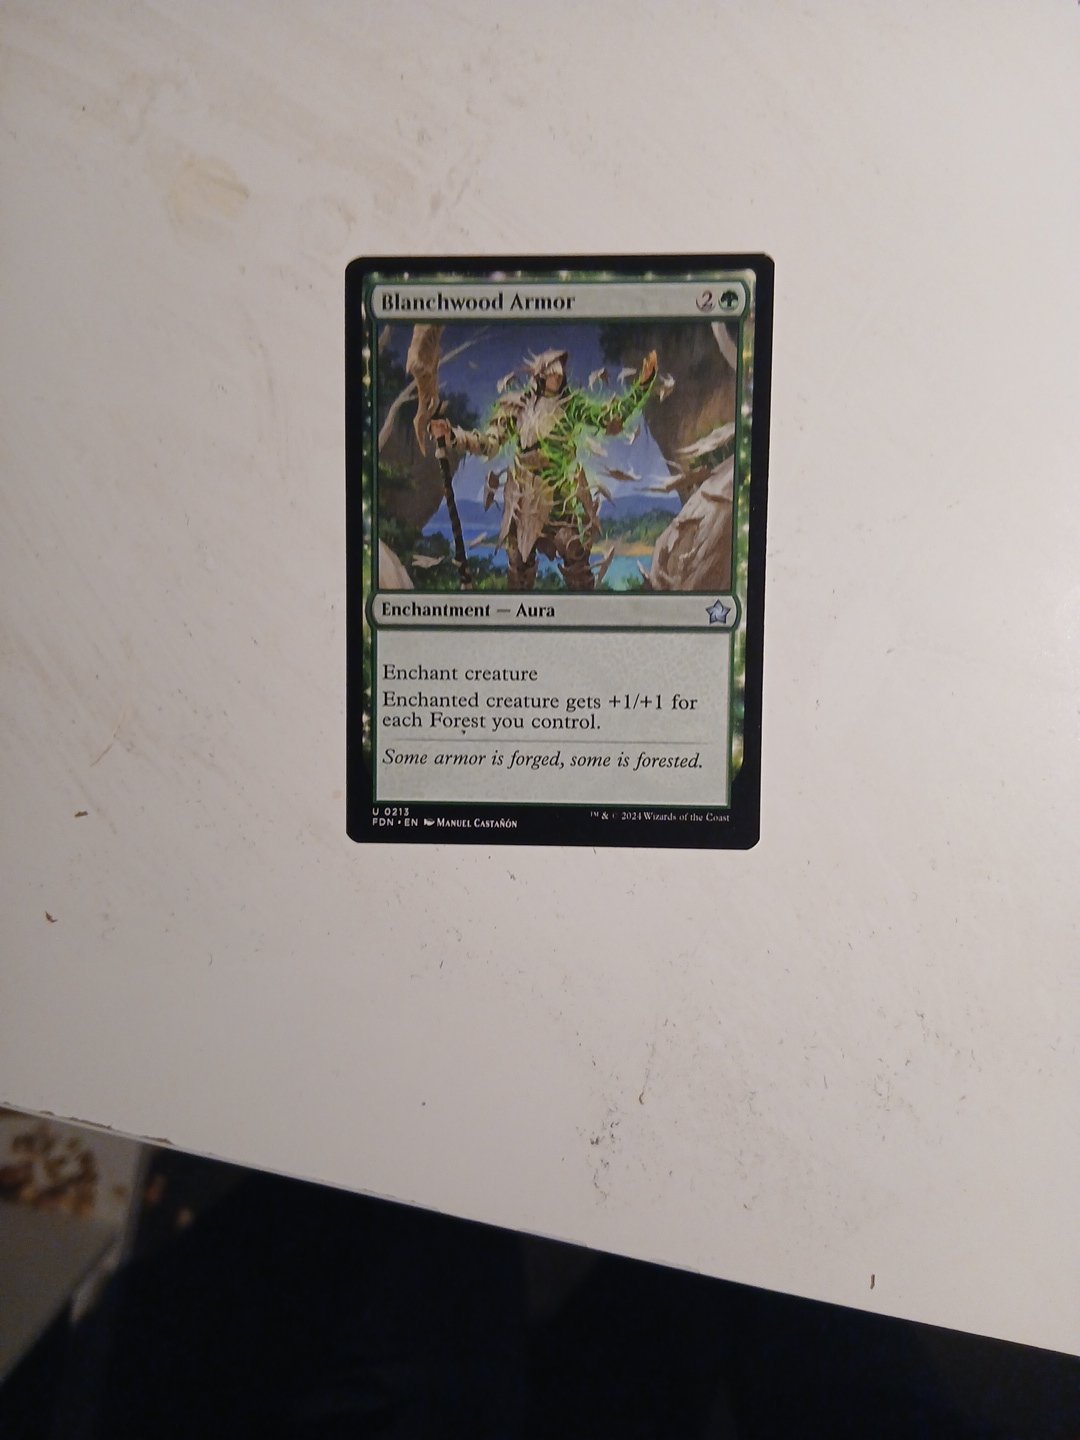 Blanchwood Armor 2
Enchantment — Aura
Enchant creature
Enchanted creature gets +1/+1 for
each Forest you control.
Some armor is forged, some is forested.
U 0213
FDN • EN Manuel Castañón
™ & © 2024 Wizards of the Coast